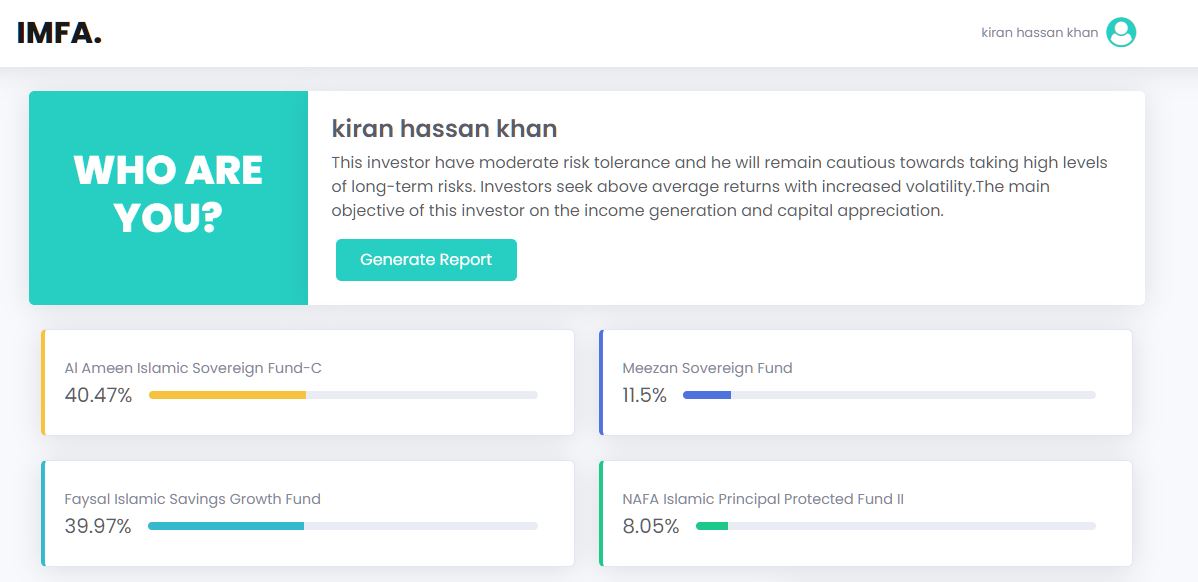 IMFA.
kiran hassan khan
WHO ARE
YOU?
kiran hassan khan
This investor have moderate risk tolerance and he will remain cautious towards taking high levels
of long-term risks. Investors seek above average returns with increased volatility.The main
objective of this investor on the income generation and capital appreciation.
Generate Report
Al Ameen Islamic Sovereign Fund-C
40.47%
Meezan Sovereign Fund
11.5%
Faysal Islamic Savings Growth Fund
39.97%
NAFA Islamic Principal Protected Fund II
8.05%